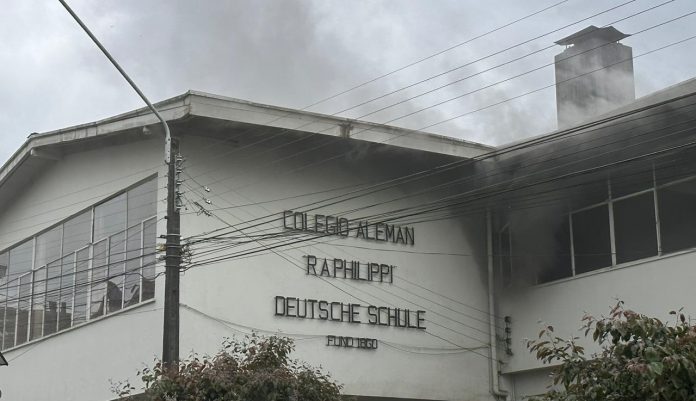 COLEGIO ALEMAN
"R.A.PHILIPPI"
DEUTSCHE SCHULE
FUND 1860